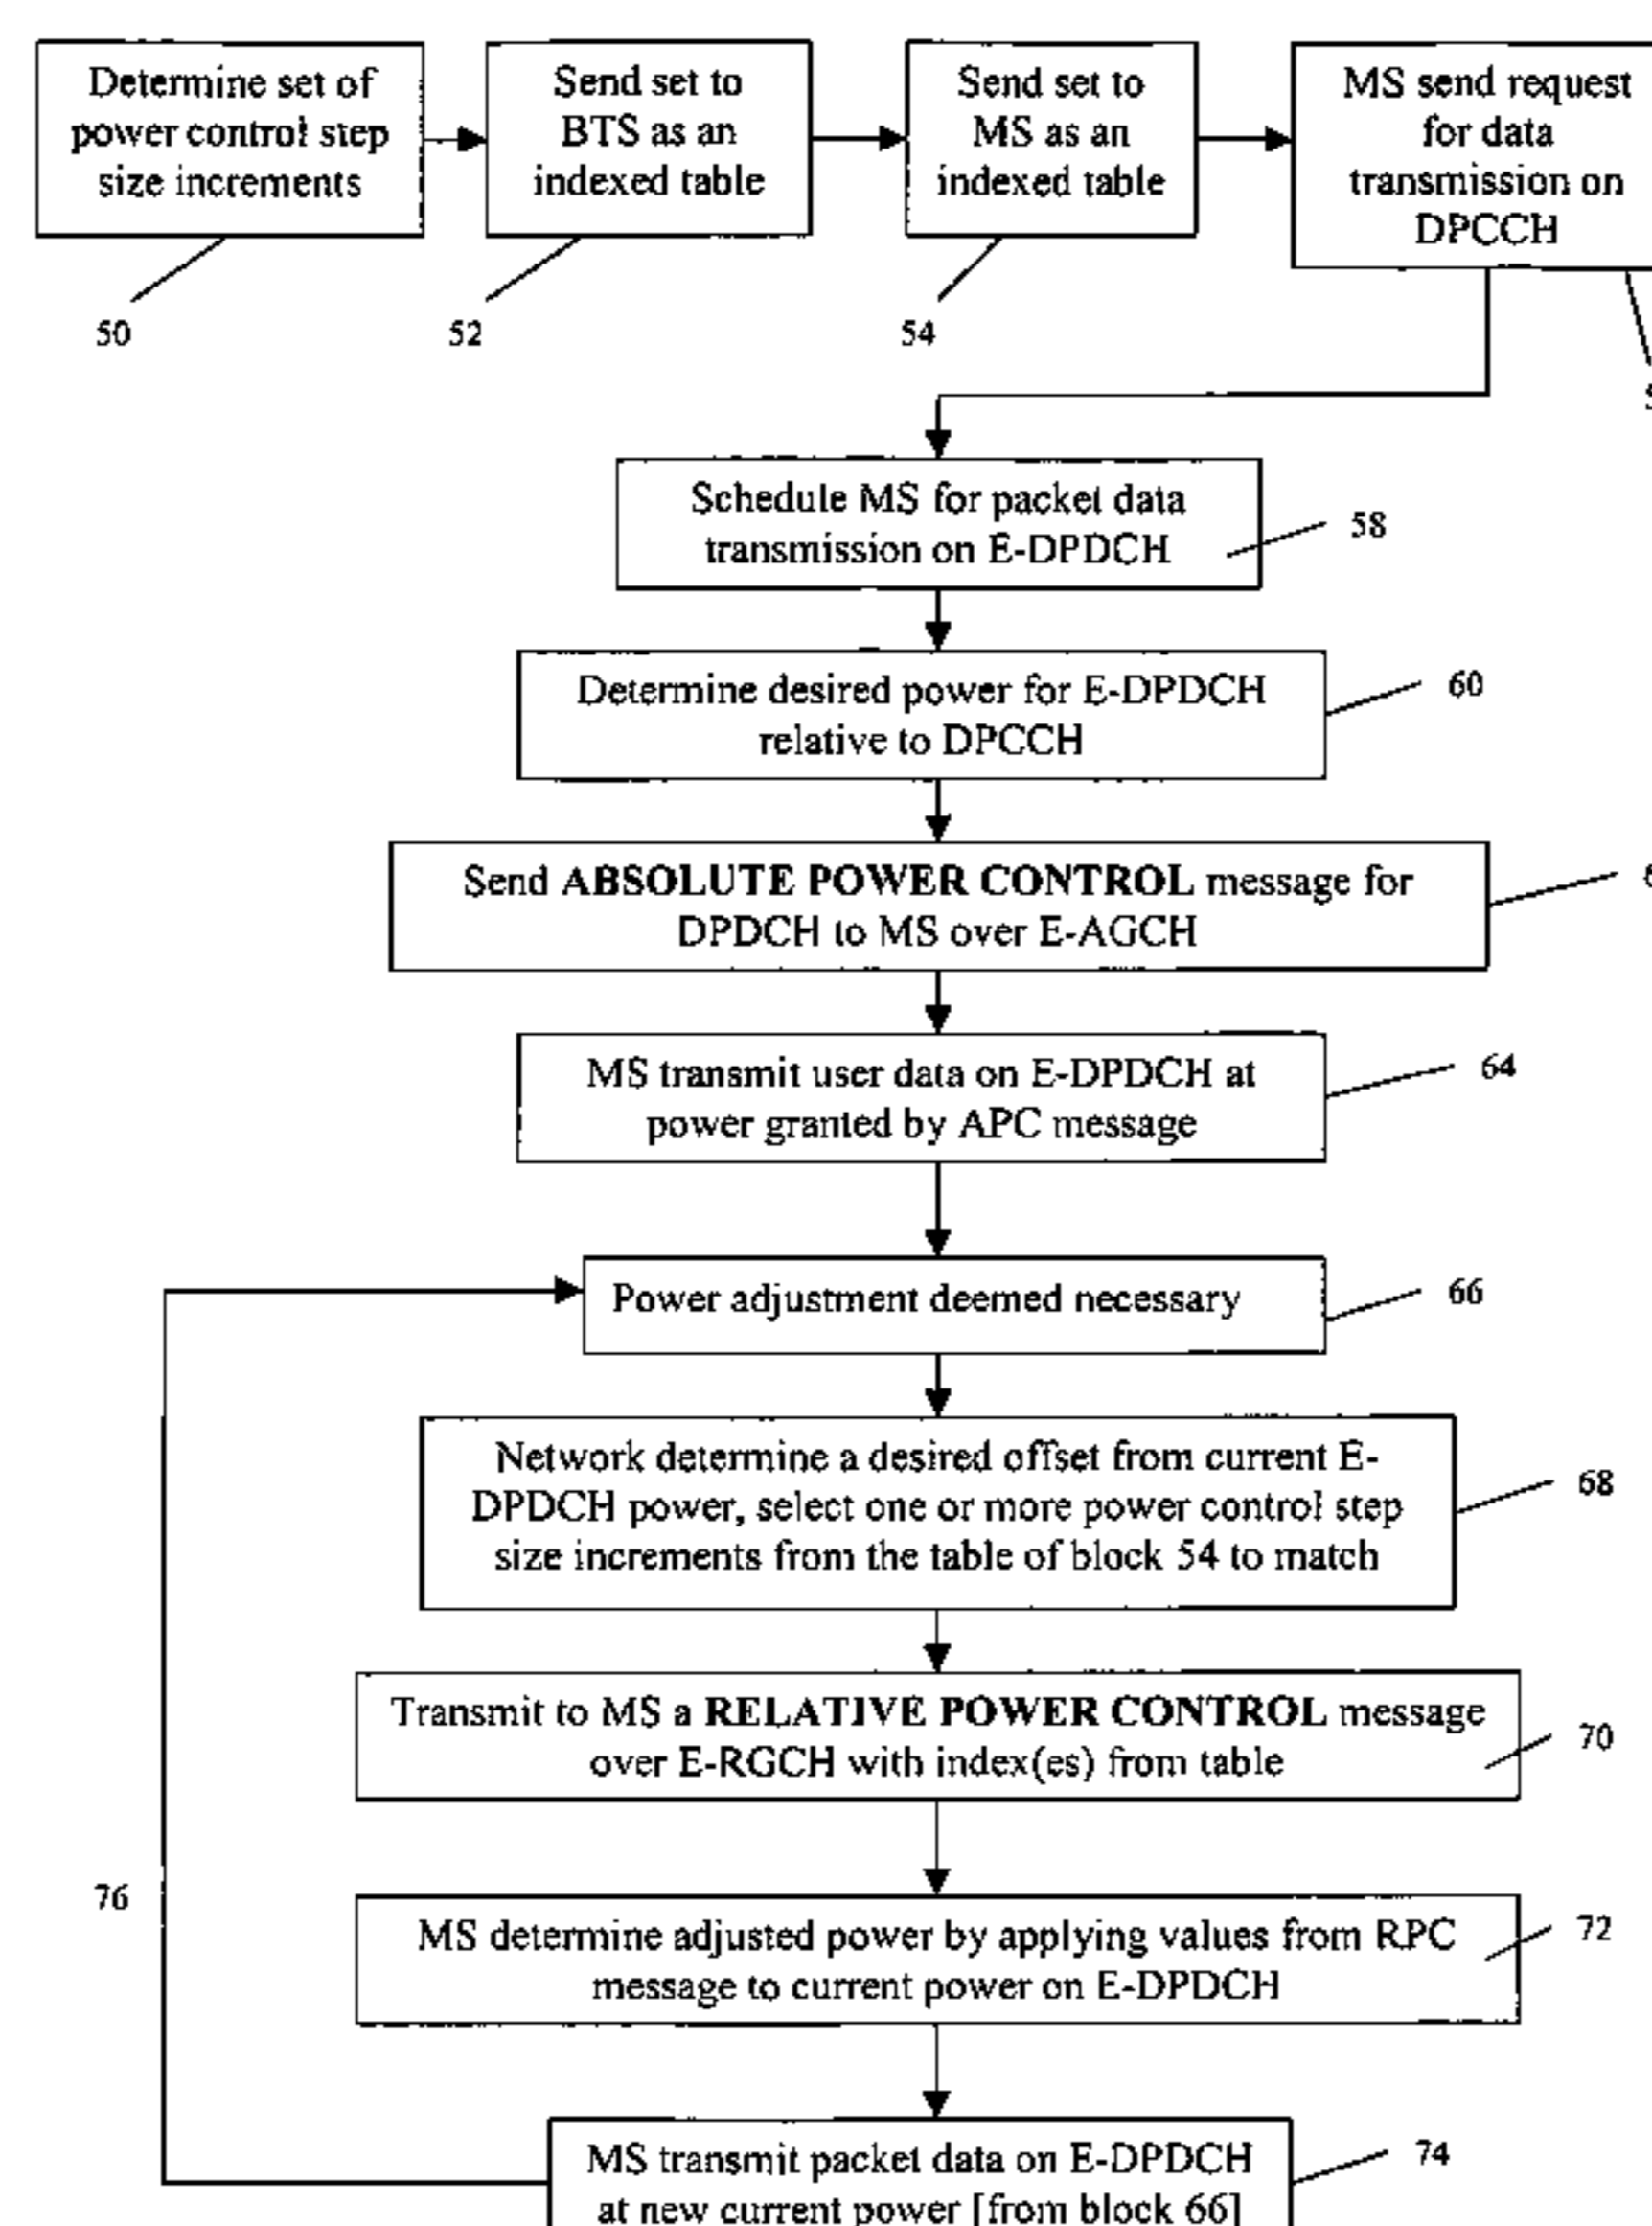 Determine set of
power control step
size increments
Send set to
BTS as an
indexed table
Send set to
MS as an
indexed table
MS send request
for data
transmission on
DPCCH
50
52
54
Schedule MS for packet data
transmission on E-DPDCH
58
Determine desired power for E-DPDCH
relative to DPCCH
60
Send ABSOLUTE POWER CONTROL message for
DPDCH to MS over E-AGCH
MS transmit user data on E-DPDCH at
power granted by APC message
64
Power adjustment deemed necessary
66
Network determine a desired offset from current E-
DPDCH power, select one or more power control step
size increments from the table of block 54 to match
68
Transmit to MS a RELATIVE POWER CONTROL message
over E-RGCH with index(es) from table
70
76
MS determine adjusted power by applying values from RPC
message to current power on E-DPDCH
72
MS transmit packet data on E-DPDCH
at new current power [from block 66]
74